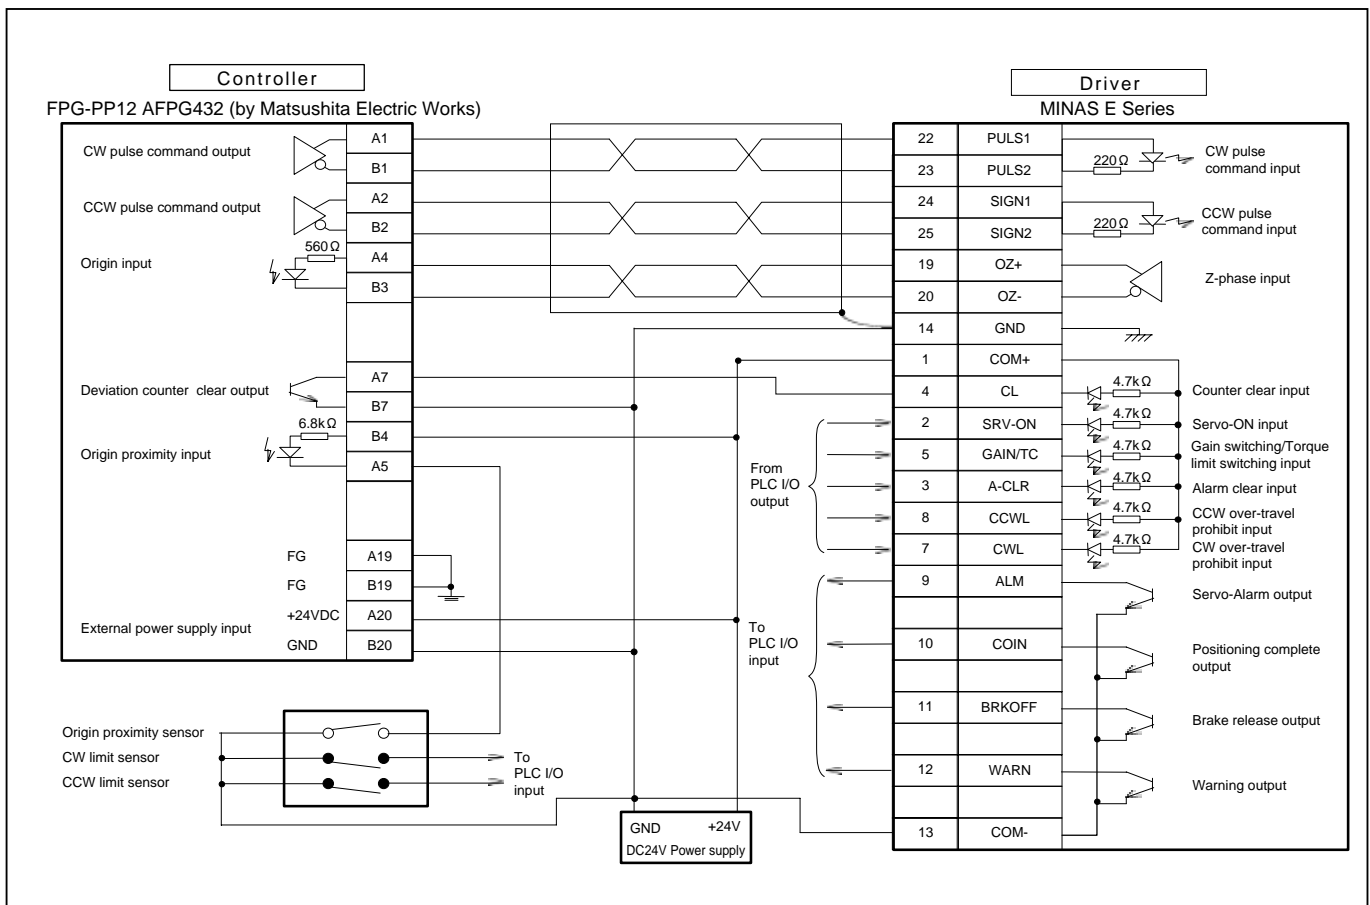 Controller
FPG-PP12 AFPG432 (by Matsushita Electric Works)
CW pulse command output
A1
B1
CCW pulse command output
A2
B2
Origin input
560Ω
A4
B3
Deviation counter clear output
A7
B7
6.8kΩ
Origin proximity input
B4
A5
FG
A19
FG
B19
External power supply input
+24VDC
A20
GND
B20
Origin proximity sensor
CW limit sensor
CCW limit sensor
To
PLC I/O
input
GND
+24V
DC24V Power supply
From
PLC I/O
output
To
PLC I/O
input
Driver
MINAS E Series
22
PULS1
23
PULS2
220Ω
CW pulse
command input
24
SIGN1
25
SIGN2
220Ω
CCW pulse
command input
19
OZ+
20
OZ-
Z-phase input
14
GND
1
COM+
4
CL
4.7kΩ
Counter clear input
2
SRV-ON
4.7kΩ
Servo-ON input
5
GAIN/TC
4.7kΩ
Gain switching/Torque
limit switching input
3
A-CLR
4.7kΩ
Alarm clear input
8
CCWL
4.7kΩ
CCW over-travel
prohibit input
7
CWL
4.7kΩ
CW over-travel
prohibit input
9
ALM
Servo-Alarm output
10
COIN
Positioning complete
output
11
BRKOFF
Brake release output
12
WARN
Warning output
13
COM-